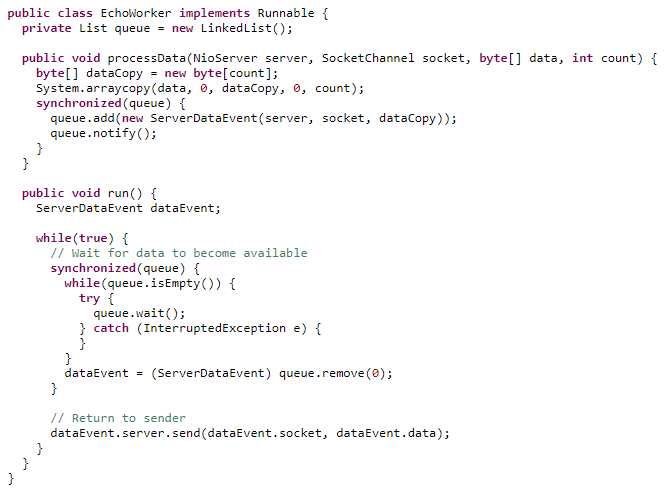 public class EchoWorker implements Runnable {
  private List queue = new LinkedList();

  public void processData(NioServer server, SocketChannel socket, byte[] data, int count) {
    byte[] dataCopy = new byte[count];
    System.arraycopy(data, 0, dataCopy, 0, count);
    synchronized(queue) {
      queue.add(new ServerDataEvent(server, socket, dataCopy));
      queue.notify();
    }
  }

  public void run() {
    ServerDataEvent dataEvent;

    while(true) {
      // Wait for data to become available
      synchronized(queue) {
        while(queue.isEmpty()) {
          try {
            queue.wait();
          } catch (InterruptedException e) {
          }
        }
        dataEvent = (ServerDataEvent) queue.remove(0);
      }

      // Return to sender
      dataEvent.server.send(dataEvent.socket, dataEvent.data);
    }
  }
}